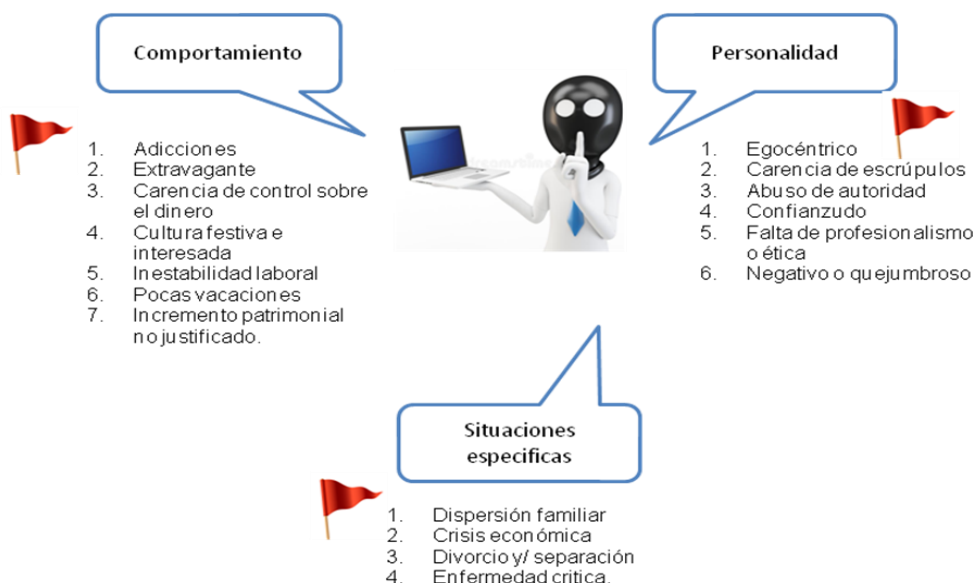 Comportamiento
1. Adicciones
2. Extravagante
3. Carencia de control sobre
el dinero
4. Cultura festiva e
interesada
5. Inestabilidad laboral
6. Pocas vacaciones
7. Incremento patrimonial
no justificado.
dreamstime
Personalidad
1. Egocéntrico
2. Carencia de escrúpulos
3. Abuso de autoridad
4. Confianzudo
5. Falta de profesionalismo
o ética
6. Negativo o quejumbroso
Situaciones
especificas
1. Dispersión familiar
2. Crisis económica
3. Divorcio y/ separación
4. Enfermedad critica.